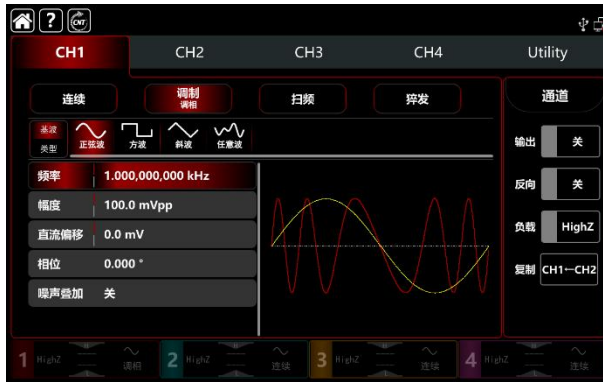 ? CNT
CH1 CH2 CH3 CH4 Utility
连续 调制 扫频 猝发 通道
调相
基波
类型 正弦波 方波 斜波 任意波
输出 关
频率 1.000,000,000 kHz
反向 关
幅度 100.0 mVpp
直流偏移 0.0 mV
负载 HighZ
相位 0.000 °
复制 CH1←CH2
噪声叠加 关
1 HighZ 调相 2 HighZ 连续 3 HighZ 连续 4 HighZ 连续